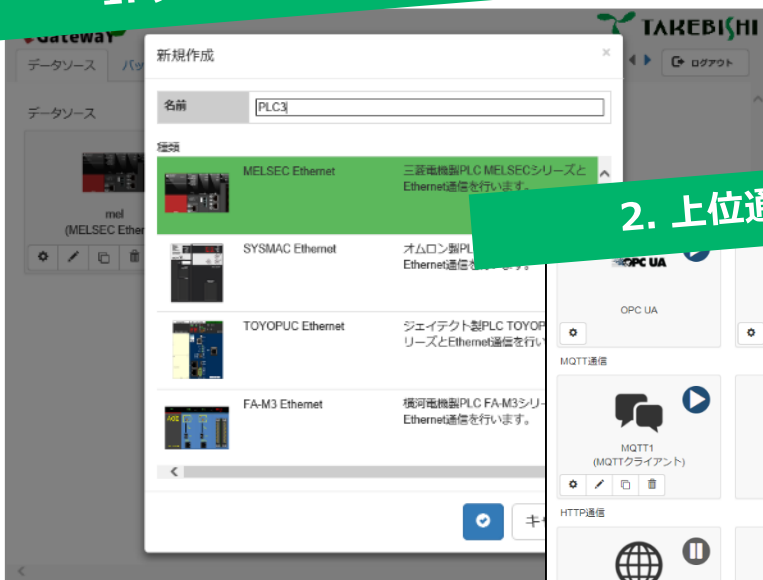 1.
Gateway
TAKEBISHI
データソース
ログアウト
データソース
mel
(MELSEC Ether
新規作成
×
名前
PLC3
種類
MELSEC Ethernet
三菱電機製PLC MELSECシリーズと
Ethernet通信を行います。
SYSMAC Ethernet
オムロン製PL
Ethernet通信を
TOYOPUC Ethernet
ジェイテクト製PLC TOYOP
リーズとEthernet通信を行い
FA-M3 Ethernet
横河電機製PLC FA-M3シリ
Ethernet通信を行います。
キ
2. 上位通
OPC UA
OPC UA
MQTT通信
MQTT1
(MQTTクライアント)
HTTP通信